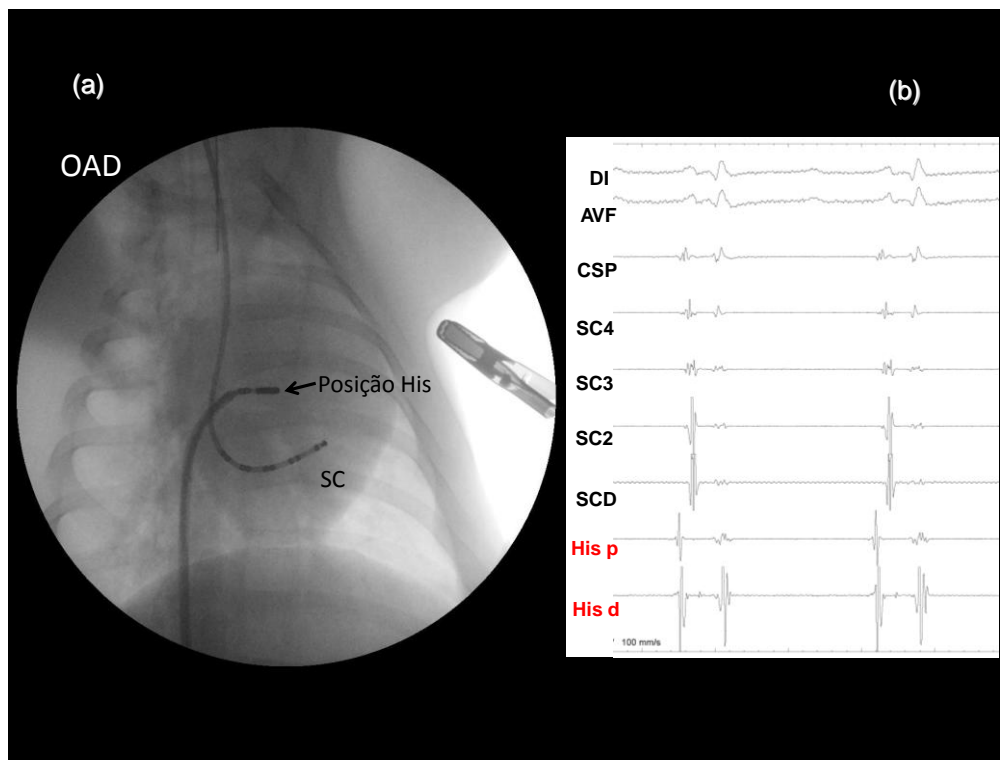 (a)
OAD
Posição His
SC
(b)
DI
AVF
CSP
SC4
SC3
SC2
SCD
His p
His d
100 mm/s